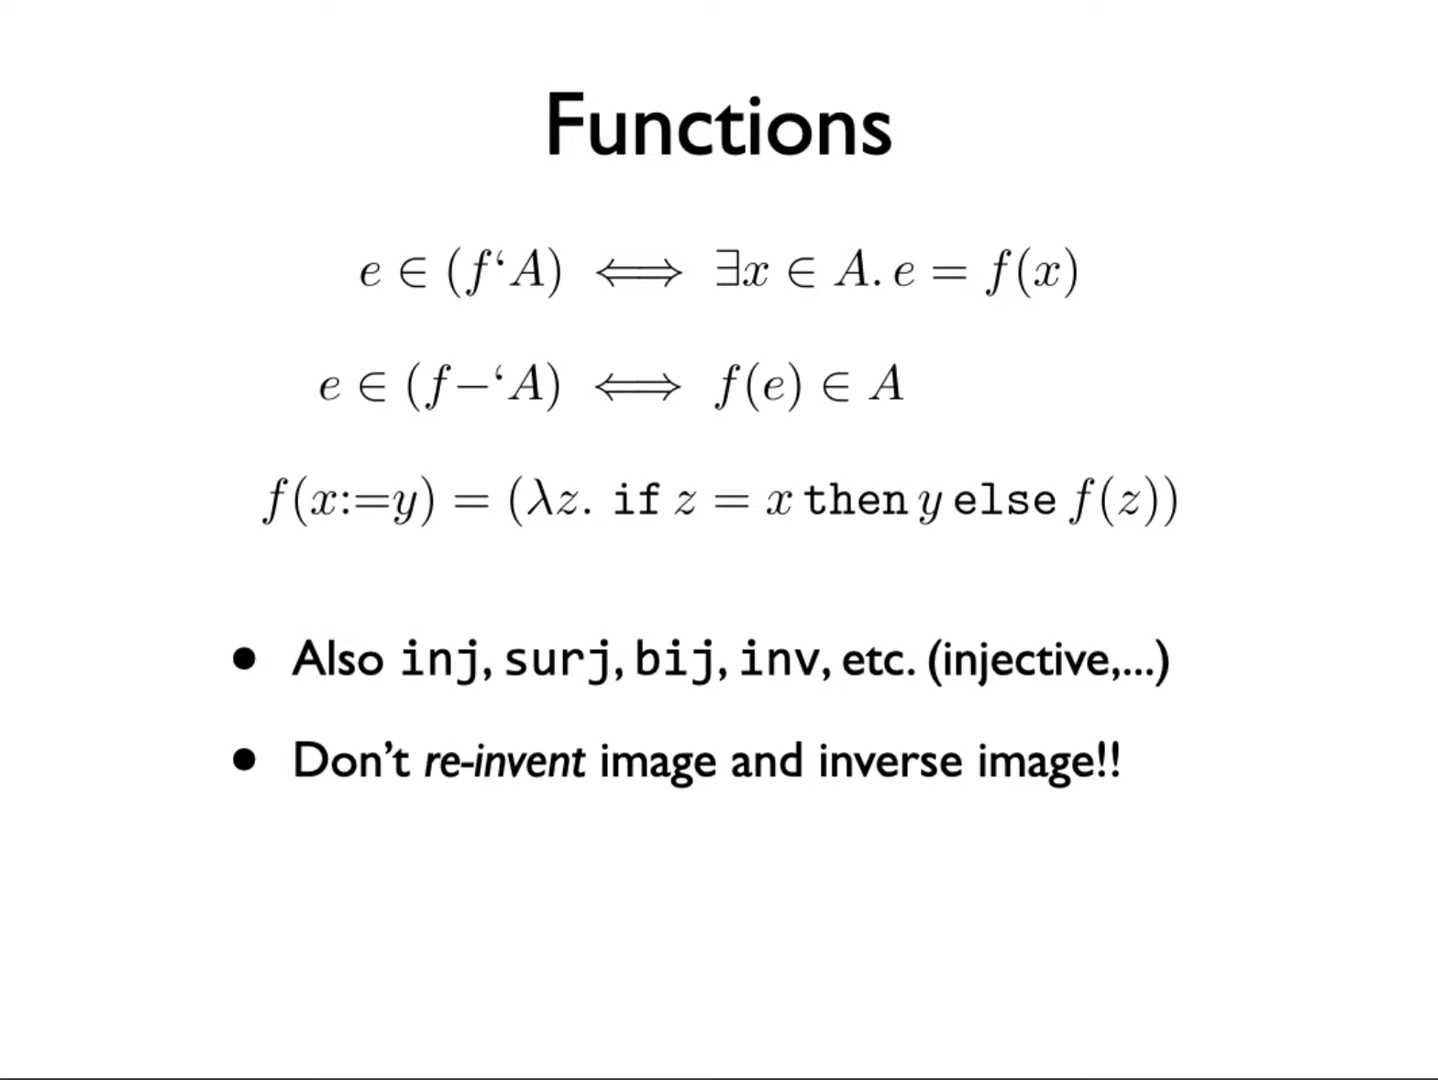 Functions
e ∈ (f‘A) ⟺ ∃x ∈ A. e = f(x)
e ∈ (f−‘A) ⟺ f(e) ∈ A
f(x:=y) = (λz. if z = x then y else f(z))
• Also inj, surj, bij, inv, etc. (injective,...)
• Don’t re-invent image and inverse image!!